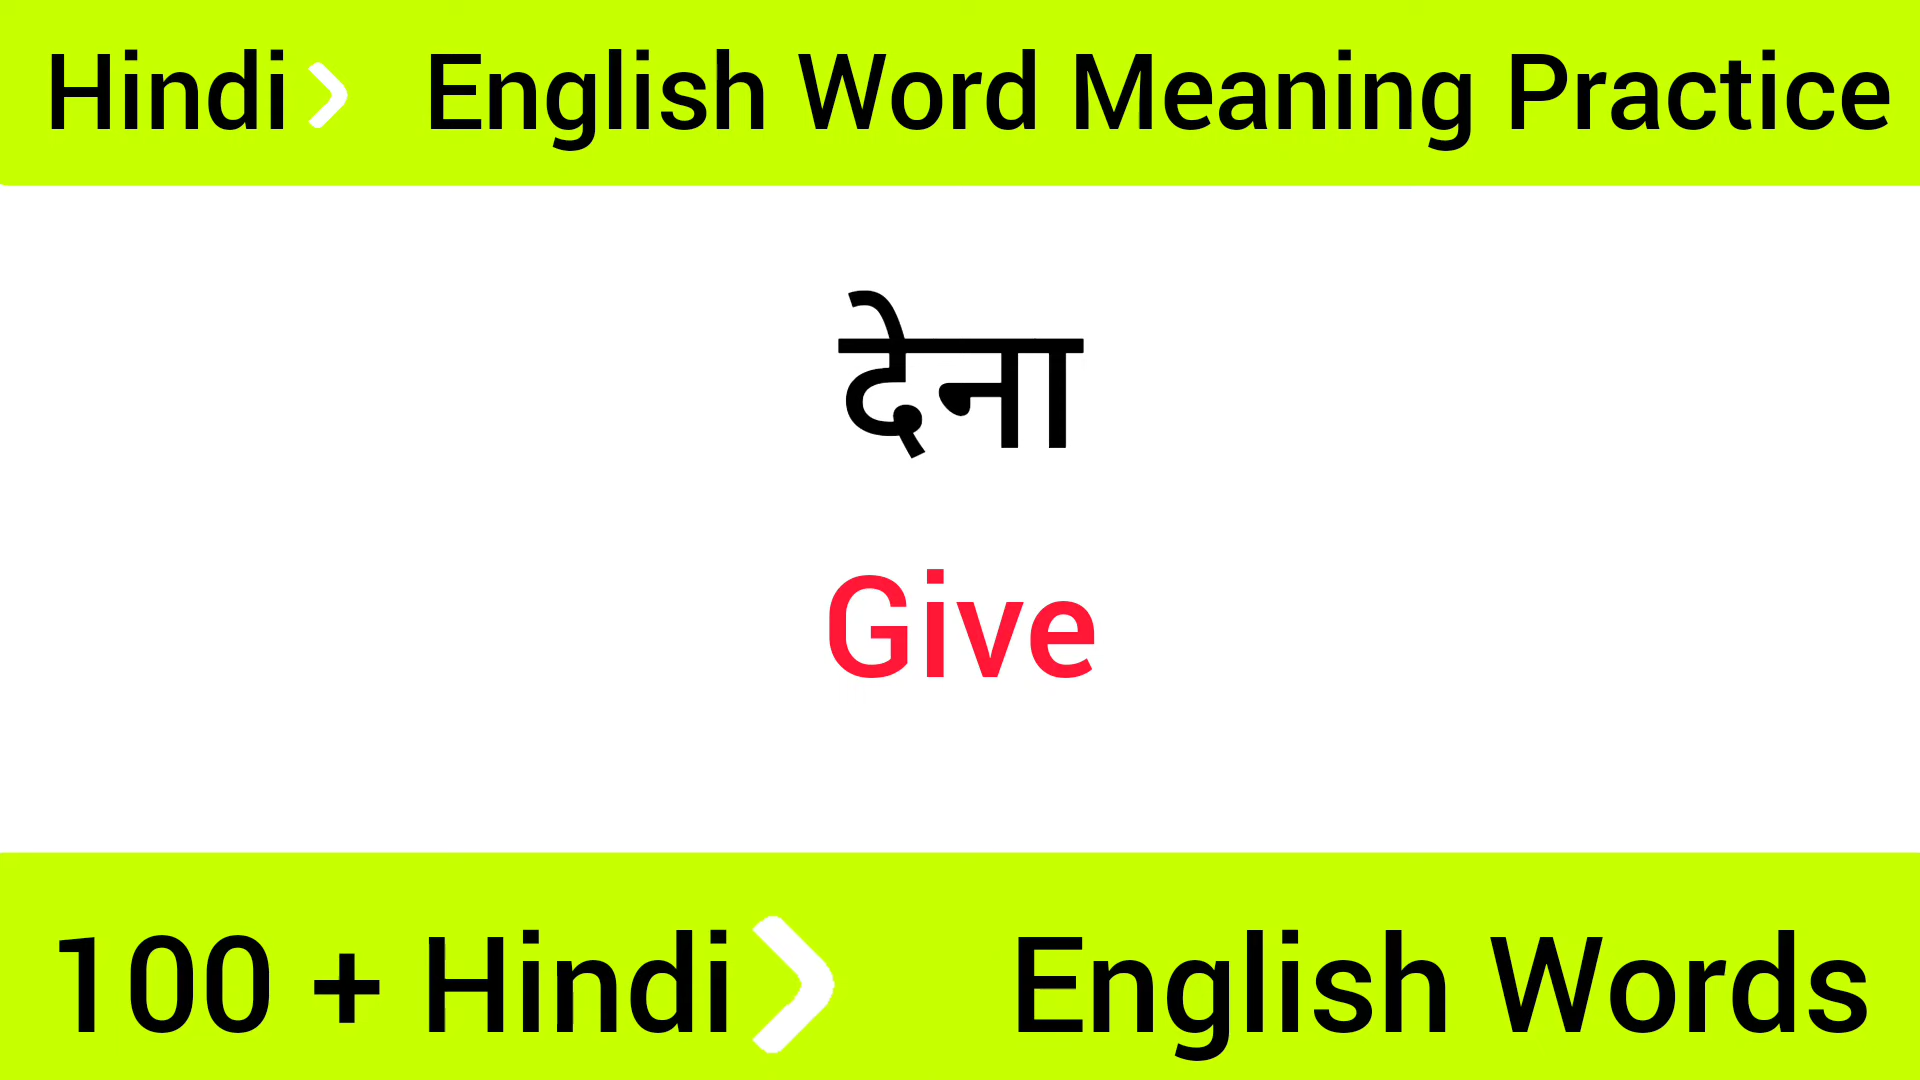 Hindi > English Word Meaning Practice
देना
Give
100 + Hindi > English Words